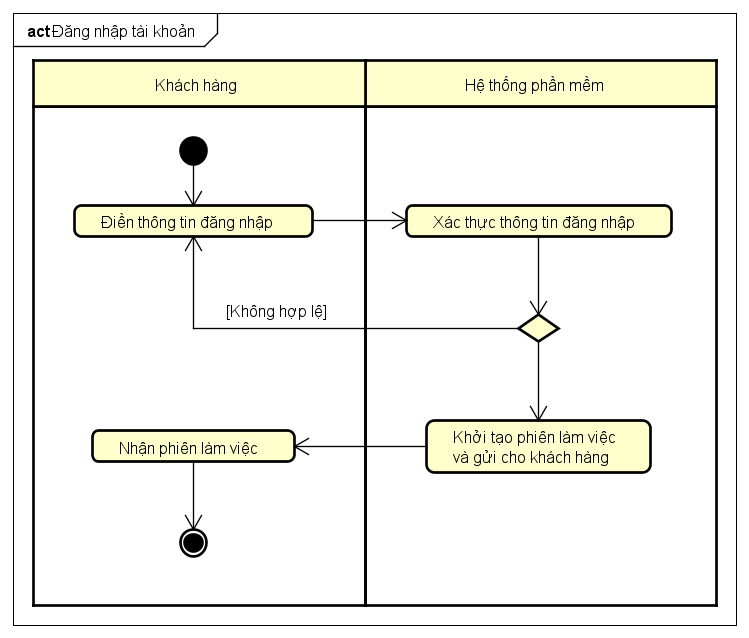 act Đăng nhập tài khoản
Khách hàng
Hệ thống phần mềm
Điền thông tin đăng nhập
Xác thực thông tin đăng nhập
[Không hợp lệ]
Khởi tạo phiên làm việc
và gửi cho khách hàng
Nhận phiên làm việc